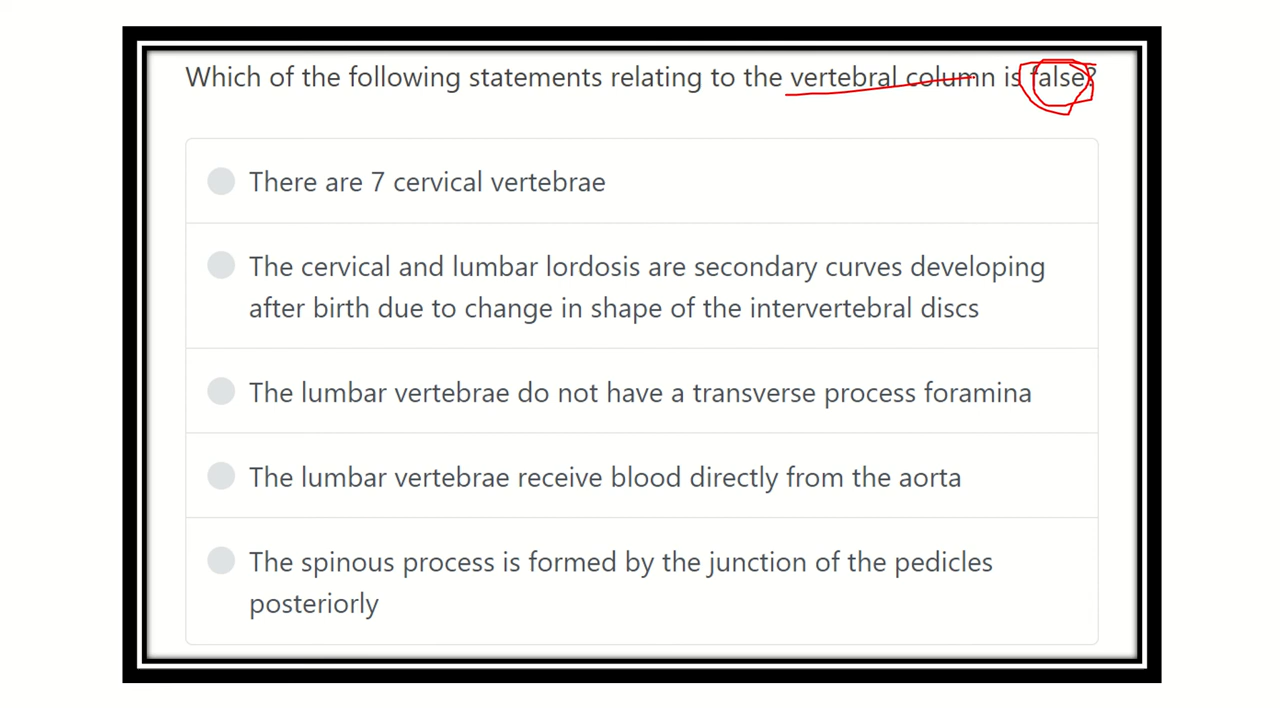 Which of the following statements relating to the vertebral column is false?
There are 7 cervical vertebrae
The cervical and lumbar lordosis are secondary curves developing
after birth due to change in shape of the intervertebral discs
The lumbar vertebrae do not have a transverse process foramina
The lumbar vertebrae receive blood directly from the aorta
The spinous process is formed by the junction of the pedicles
posteriorly